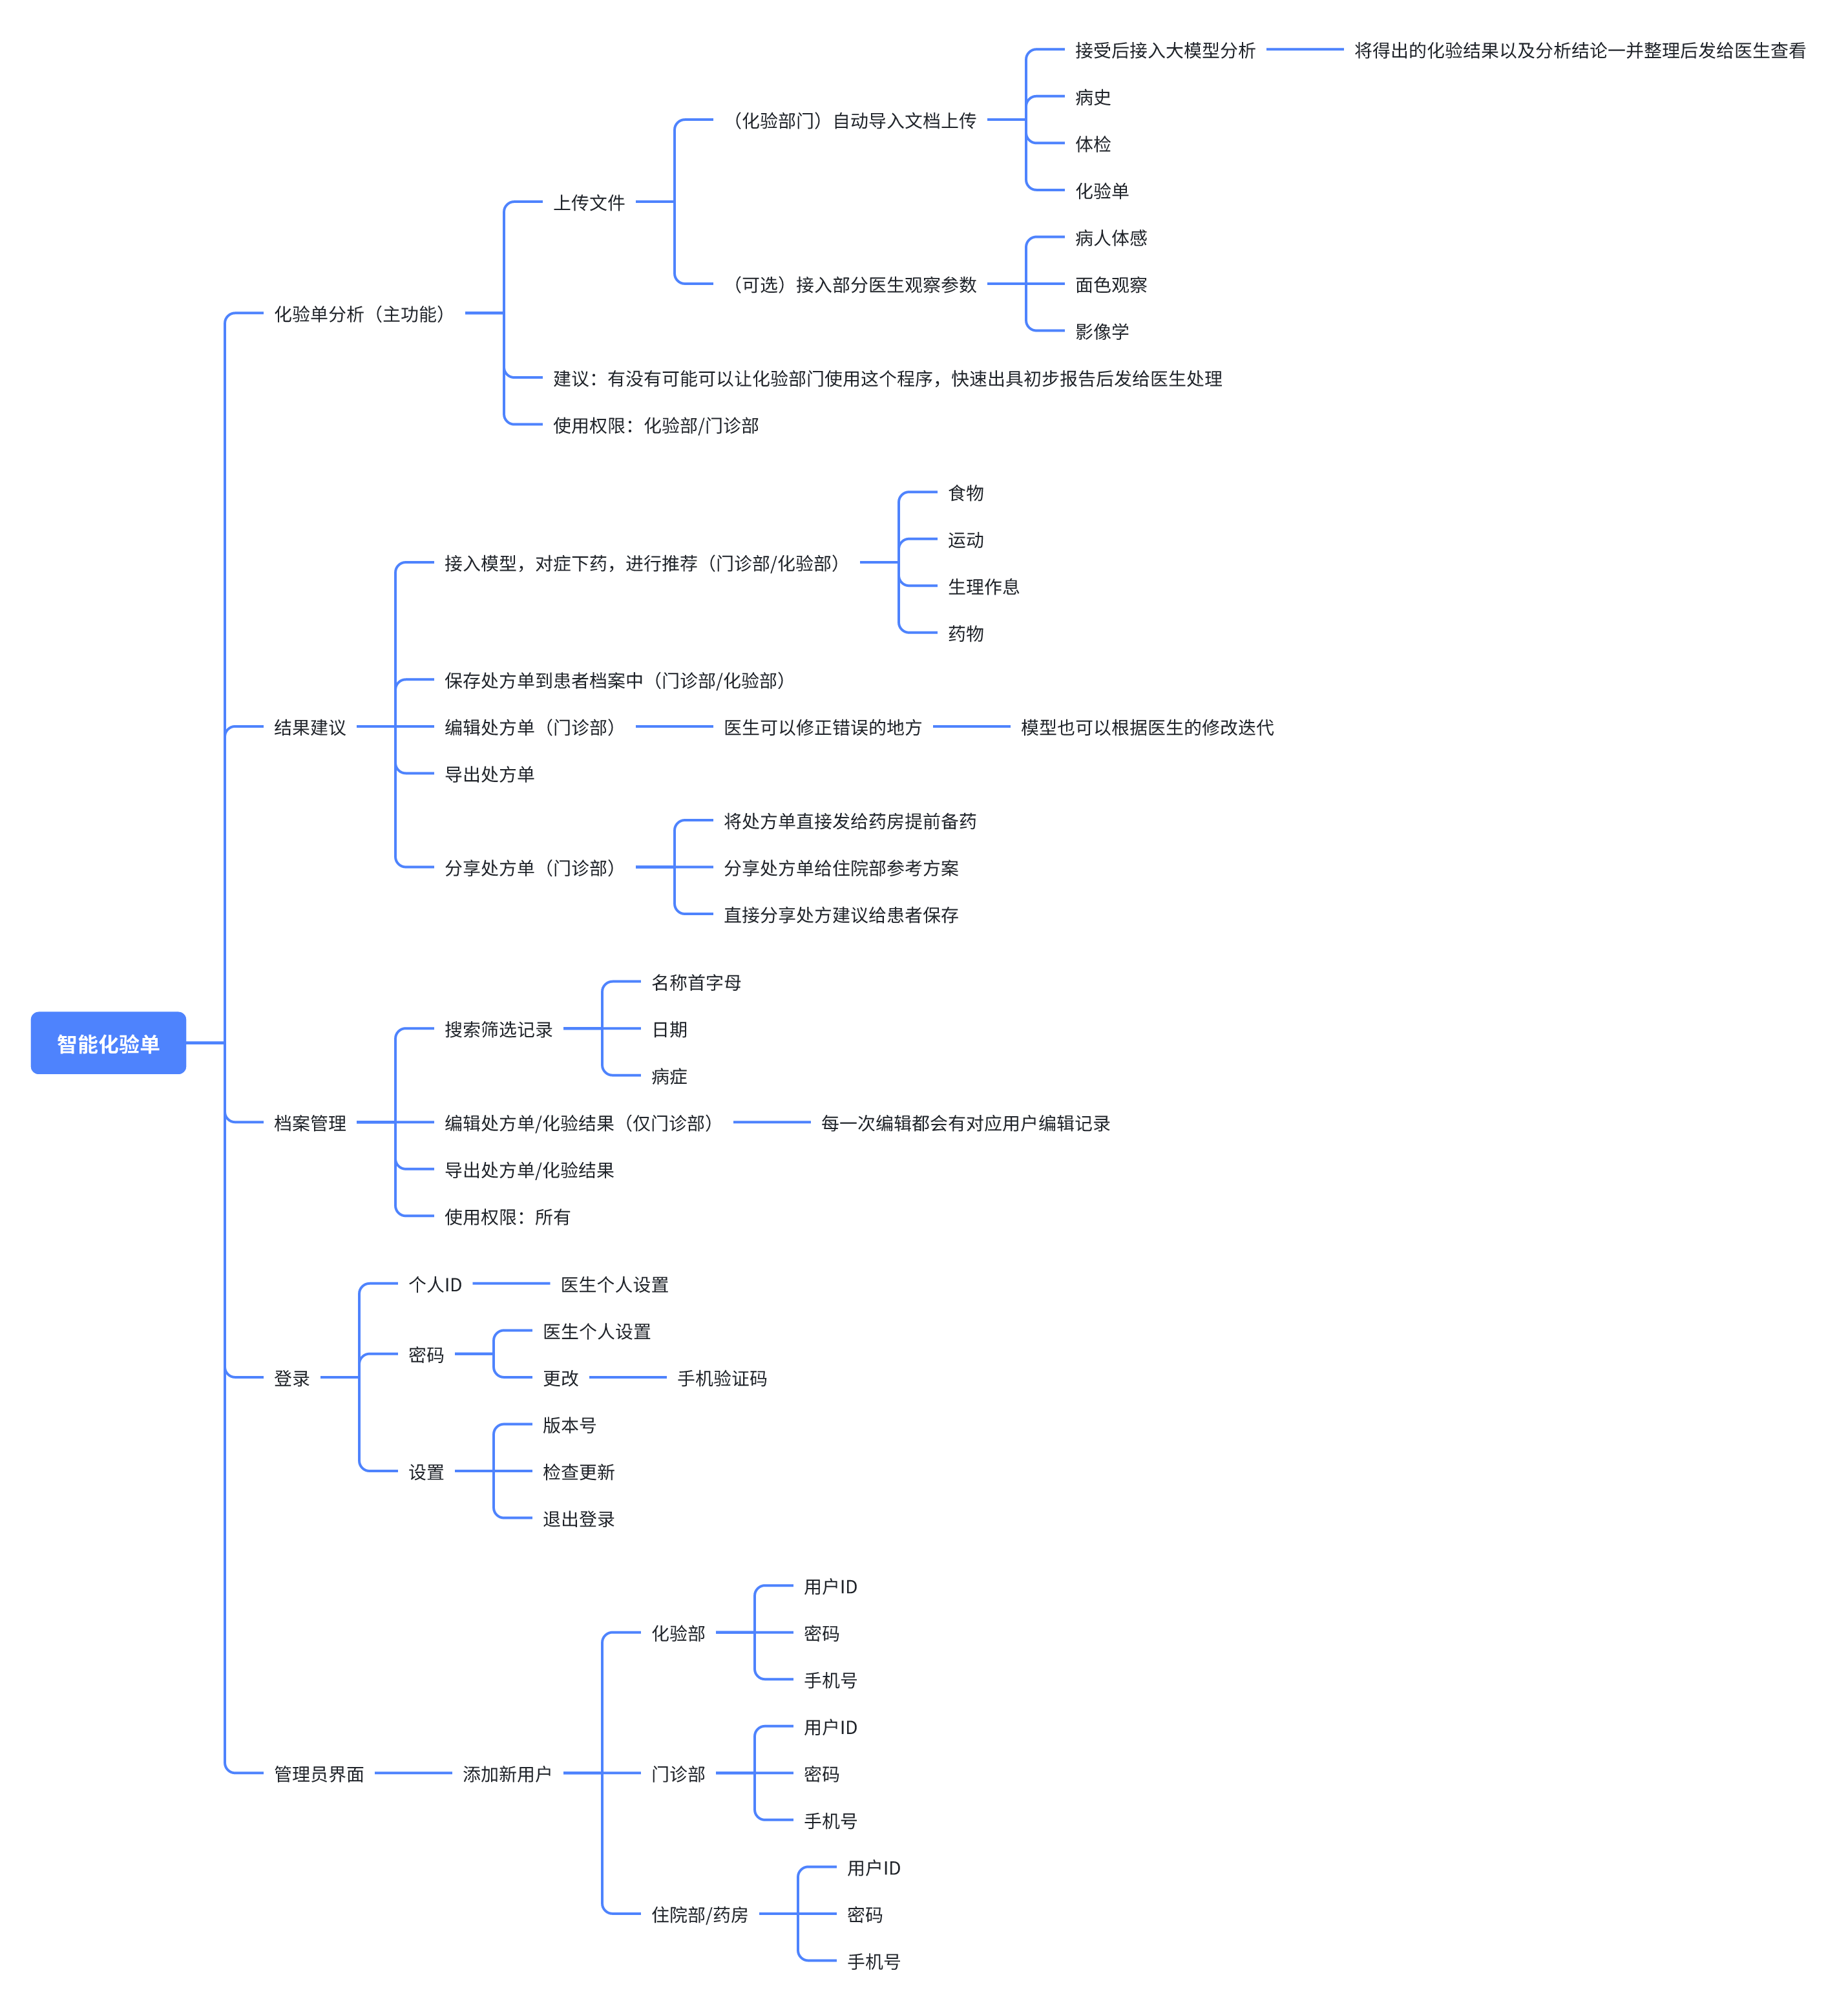 接受后接入大模型分析
将得出的化验结果以及分析结论一并整理后发给医生查看
病史
（化验部门）自动导入文档上传
体检
化验单
上传文件
病人体感
（可选）接入部分医生观察参数
面色观察
化验单分析（主功能）
影像学
建议：有没有可能可以让化验部门使用这个程序，快速出具初步报告后发给医生处理
使用权限：化验部/门诊部
食物
运动
接入模型，对症下药，进行推荐（门诊部/化验部）
生理作息
药物
保存处方单到患者档案中（门诊部/化验部）
结果建议
编辑处方单（门诊部）
医生可以修正错误的地方
模型也可以根据医生的修改迭代
导出处方单
将处方单直接发给药房提前备药
分享处方单（门诊部）
分享处方单给住院部参考方案
直接分享处方建议给患者保存
名称首字母
搜索筛选记录
日期
智能化验单
病症
档案管理
编辑处方单/化验结果（仅门诊部）
每一次编辑都会有对应用户编辑记录
导出处方单/化验结果
使用权限：所有
个人ID
医生个人设置
医生个人设置
密码
登录
更改
手机验证码
版本号
设置
检查更新
退出登录
用户ID
化验部
密码
手机号
用户ID
管理员界面
添加新用户
门诊部
密码
手机号
用户ID
住院部/药房
密码
手机号